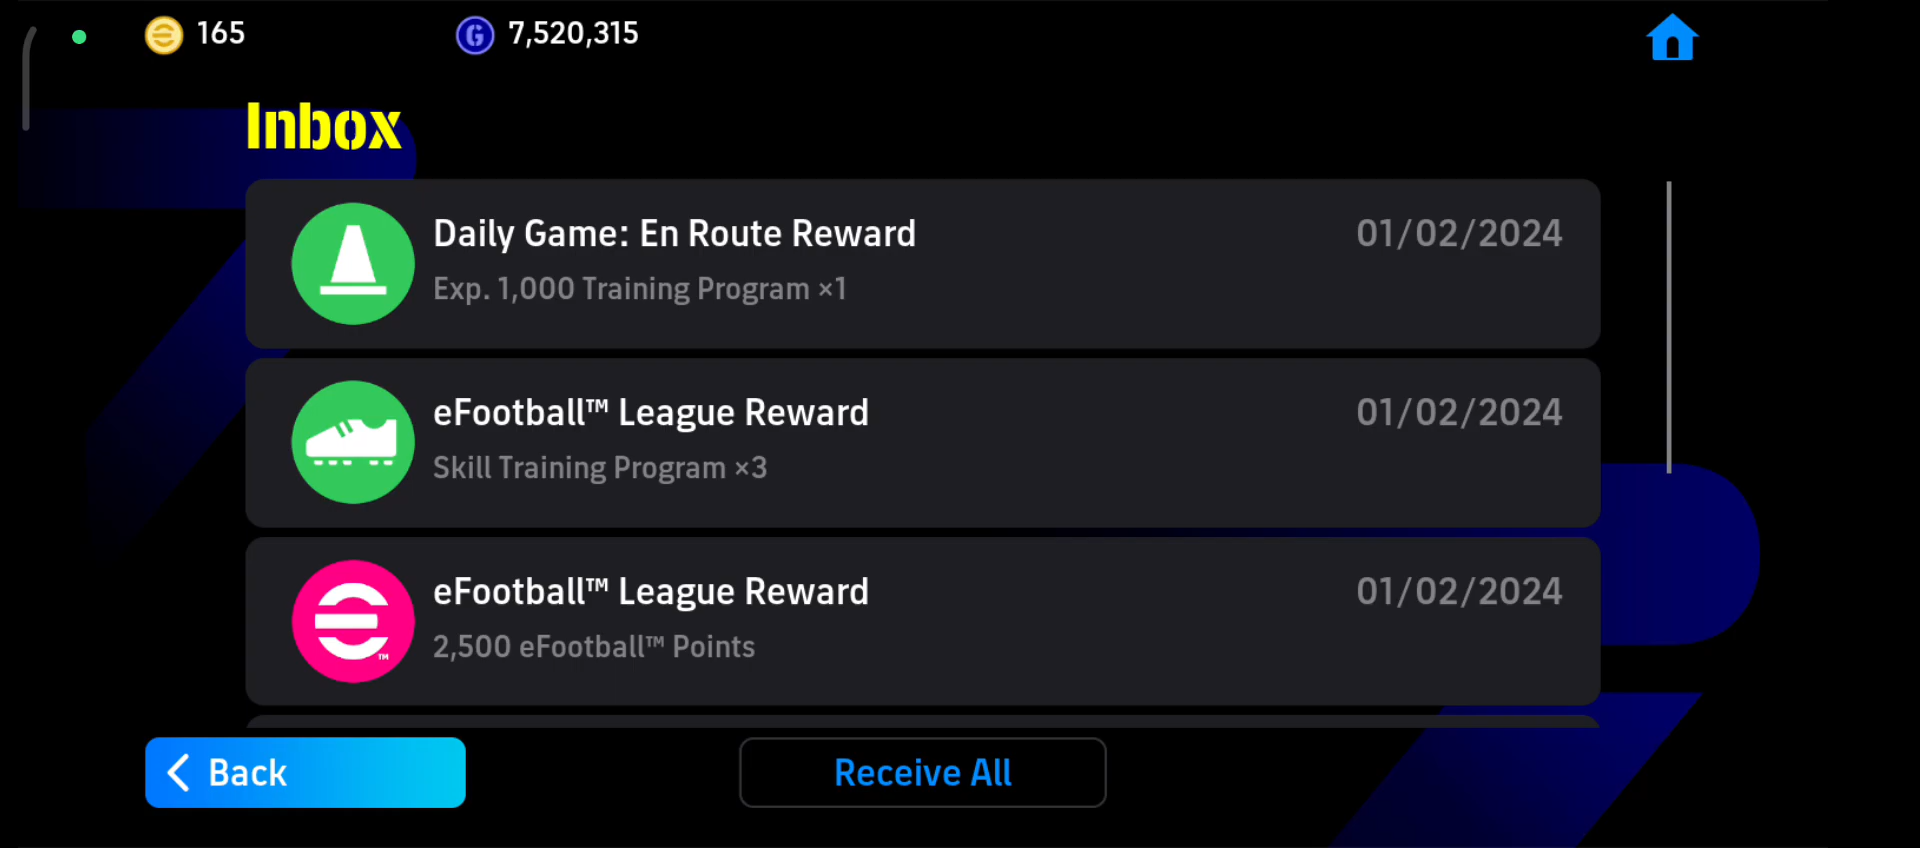 165
7,520,315
Inbox
Daily Game: En Route Reward
01/02/2024
Exp. 1,000 Training Program ×1
eFootball™ League Reward
01/02/2024
Skill Training Program ×3
eFootball™ League Reward
01/02/2024
2,500 eFootball™ Points
Back
Receive All